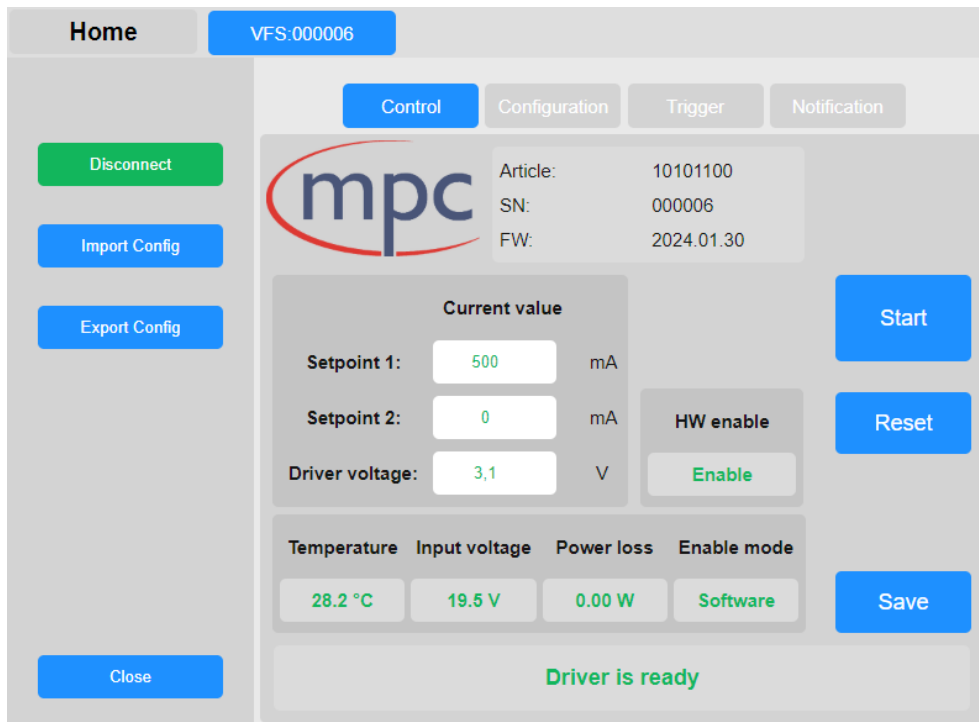 Home VFS:000006
Control Configuration Trigger Notification
Disconnect
Import Config
Export Config
Close
mpc
Article: 10101100
SN: 000006
FW: 2024.01.30
Current value
Setpoint 1: 500 mA
Setpoint 2: 0 mA
Driver voltage: 3,1 V
HW enable
Enable
Start
Reset
Temperature Input voltage Power loss Enable mode
28.2 °C 19.5 V 0.00 W Software
Save
Driver is ready